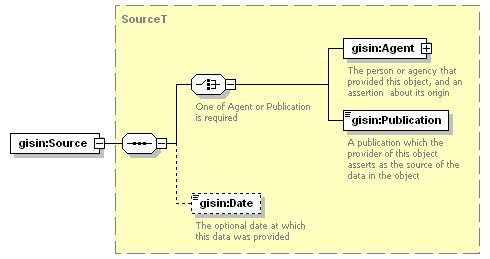 SourceT
gisin:Agent
The person or agency that
provided this object, and an
assertion about its origin
One of Agent or Publication
is required
gisin:Publication
A publication which the
provider of this object
asserts as the source of the
data in the object
gisin:Source
gisin:Date
The optional date at which
this data was provided